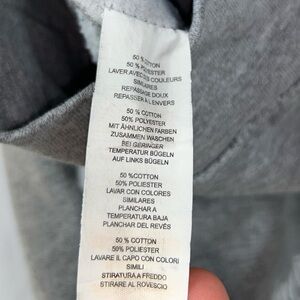 50 % COTTON
50 % POLYESTER
LAVER AVEC LES COULEURS
SIMILAIRES
REPASSAGE DOUX
REPASSER A L'ENVERS
50 % COTTON
50% POLYESTER
MIT ÄHNLICHEN FARBEN
ZUSAMMEN WASCHEN
BEI GERINGER
TEMPERATUR BÜGELN
AUF LINKS BÜGELN
50 %COTTON
50% POLIESTER
LAVAR CON COLORES
SIMILARES
PLANCHAR A
TEMPERATURA BAJA
PLANCHAR DEL REVÉS
50 % COTTON
50% POLIESTER
LAVARE IL CAPO CON COLORI
SIMILI
STIRATURA A FREDDO
STIRARE AL ROVESCIO